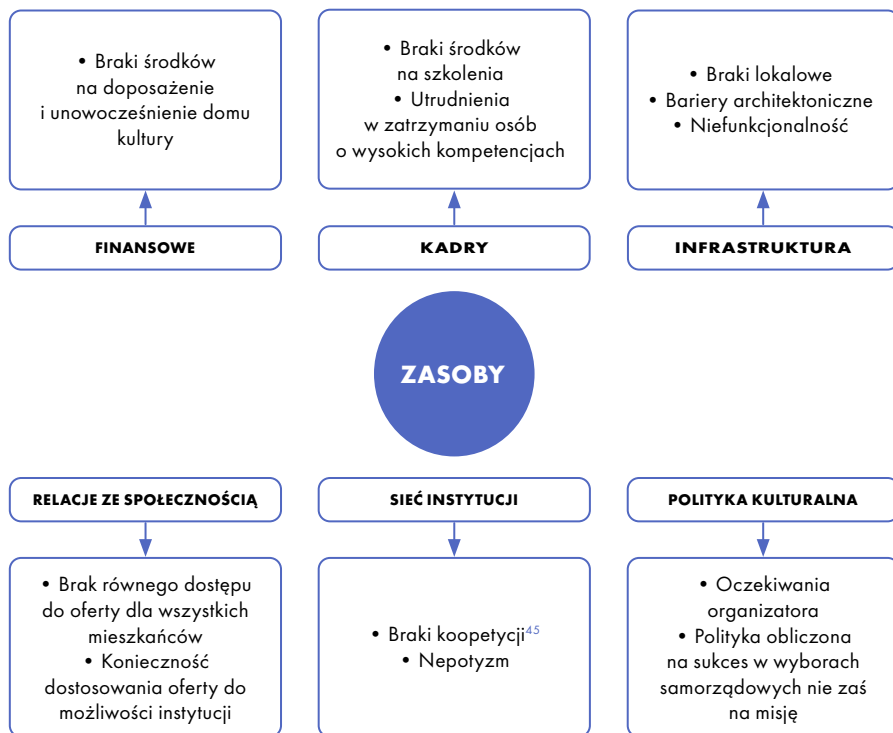 • Braki środków
na doposażenie
i unowocześnienie domu
kultury
• Braki środków
na szkolenia
• Utrudnienia
w zatrzymaniu osób
o wysokich kompetencjach
• Braki lokalowe
• Bariery architektoniczne
• Niefunkcjonalność
FINANSOWE
KADRY
INFRASTRUKTURA
ZASOBY
RELACJE ZE SPOŁECZNOŚCIĄ
SIEĆ INSTYTUCJI
POLITYKA KULTURALNA
• Brak równego dostępu
do oferty dla wszystkich
mieszkańców
• Konieczność
dostosowania oferty do
możliwości instytucji
• Braki koopetycji45
• Nepotyzm
• Oczekiwania
organizatora
• Polityka obliczona
na sukces w wyborach
samorządowych nie zaś
na misję